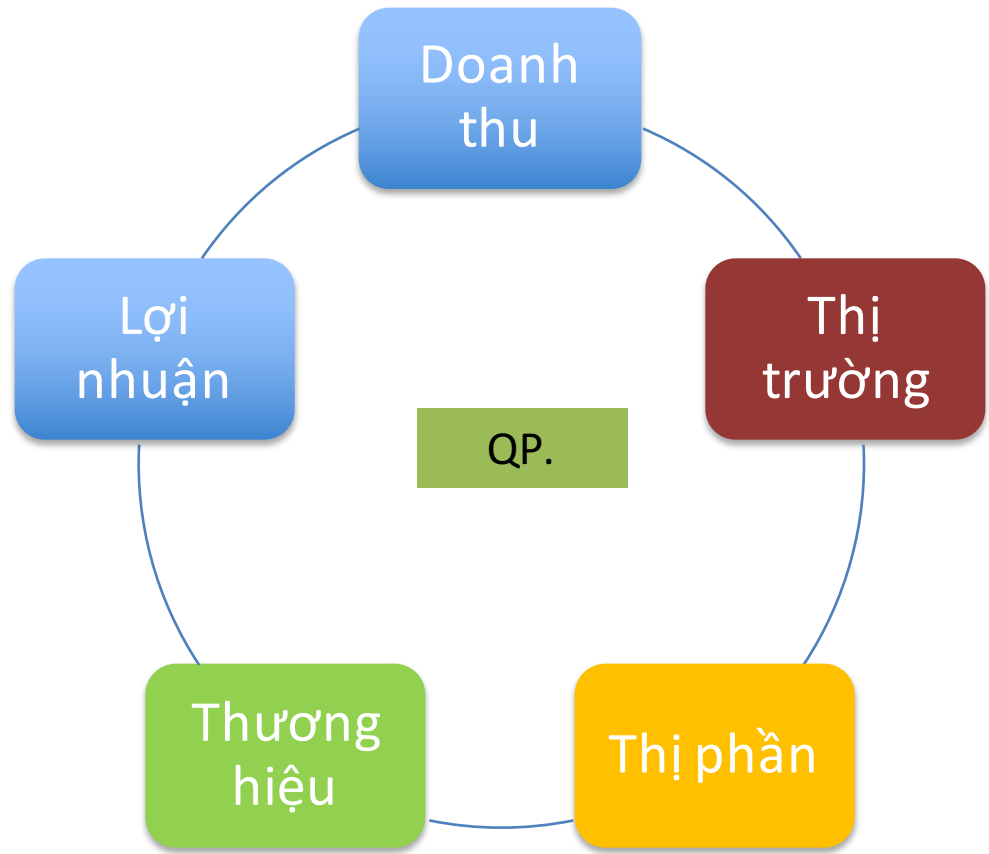 Doanh
thu
Lợi
nhuận
Thị
trường
QP.
Thương
hiệu
Thị phần